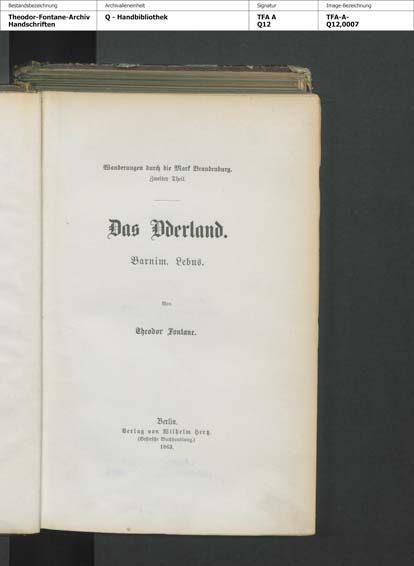 Bestandsbezeichnung
Theodor-Fontane-Archiv
Handschriften
Archivalieneinheit
Q - Handbibliothek
Signatur
TFA A
Q12
Image-Bezeichnung
TFA-A-
Q12,0007
Wanderungen durch die Mark Brandenburg.
Zweiter Theil.
Das Oderland.
Barnim. Lebus.
Von
Theodor Fontane.
Berlin.
Verlag von Wilhelm Hertz.
(Bessersche Buchhandlung.)
1863.